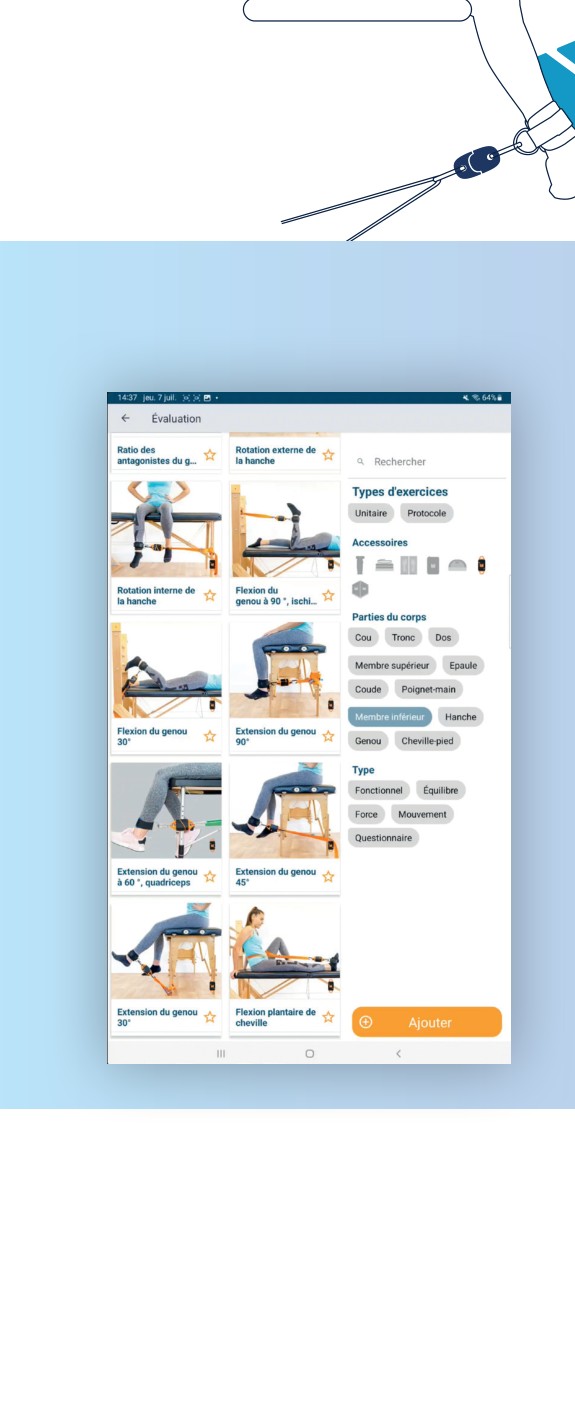 14:37 jeu. 7 juil.
64%
Évaluation
Ratio des
antagonistes du g...
Rotation externe de
la hanche
Rotation interne de
la hanche
Flexion du
genou à 90 °, ischi...
Flexion du genou
30°
Extension du genou
90°
Extension du genou
à 60 °, quadriceps
Extension du genou
45°
Extension du genou
30°
Flexion plantaire de
cheville
Rechercher
Types d'exercices
Unitaire Protocole
Accessoires
Parties du corps
Cou Tronc Dos
Membre supérieur Epaule
Coude Poignet-main
Membre inférieur Hanche
Genou Cheville-pied
Type
Fonctionnel Équilibre
Force Mouvement
Questionnaire
Ajouter